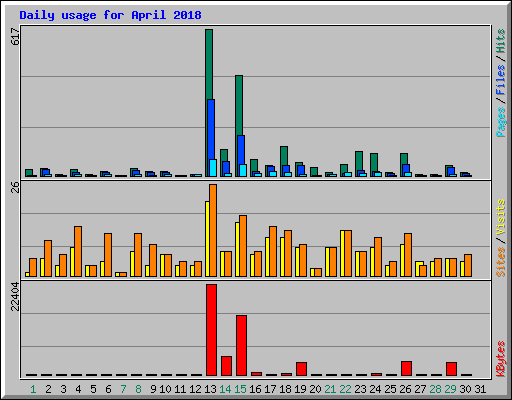 Daily usage for April 2018
617
Pages / Files / Hits
26
Sites / Visits
22404
KBytes
1 2 3 4 5 6 7 8 9 10 11 12 13 14 15 16 17 18 19 20 21 22 23 24 25 26 27 28 29 30 31